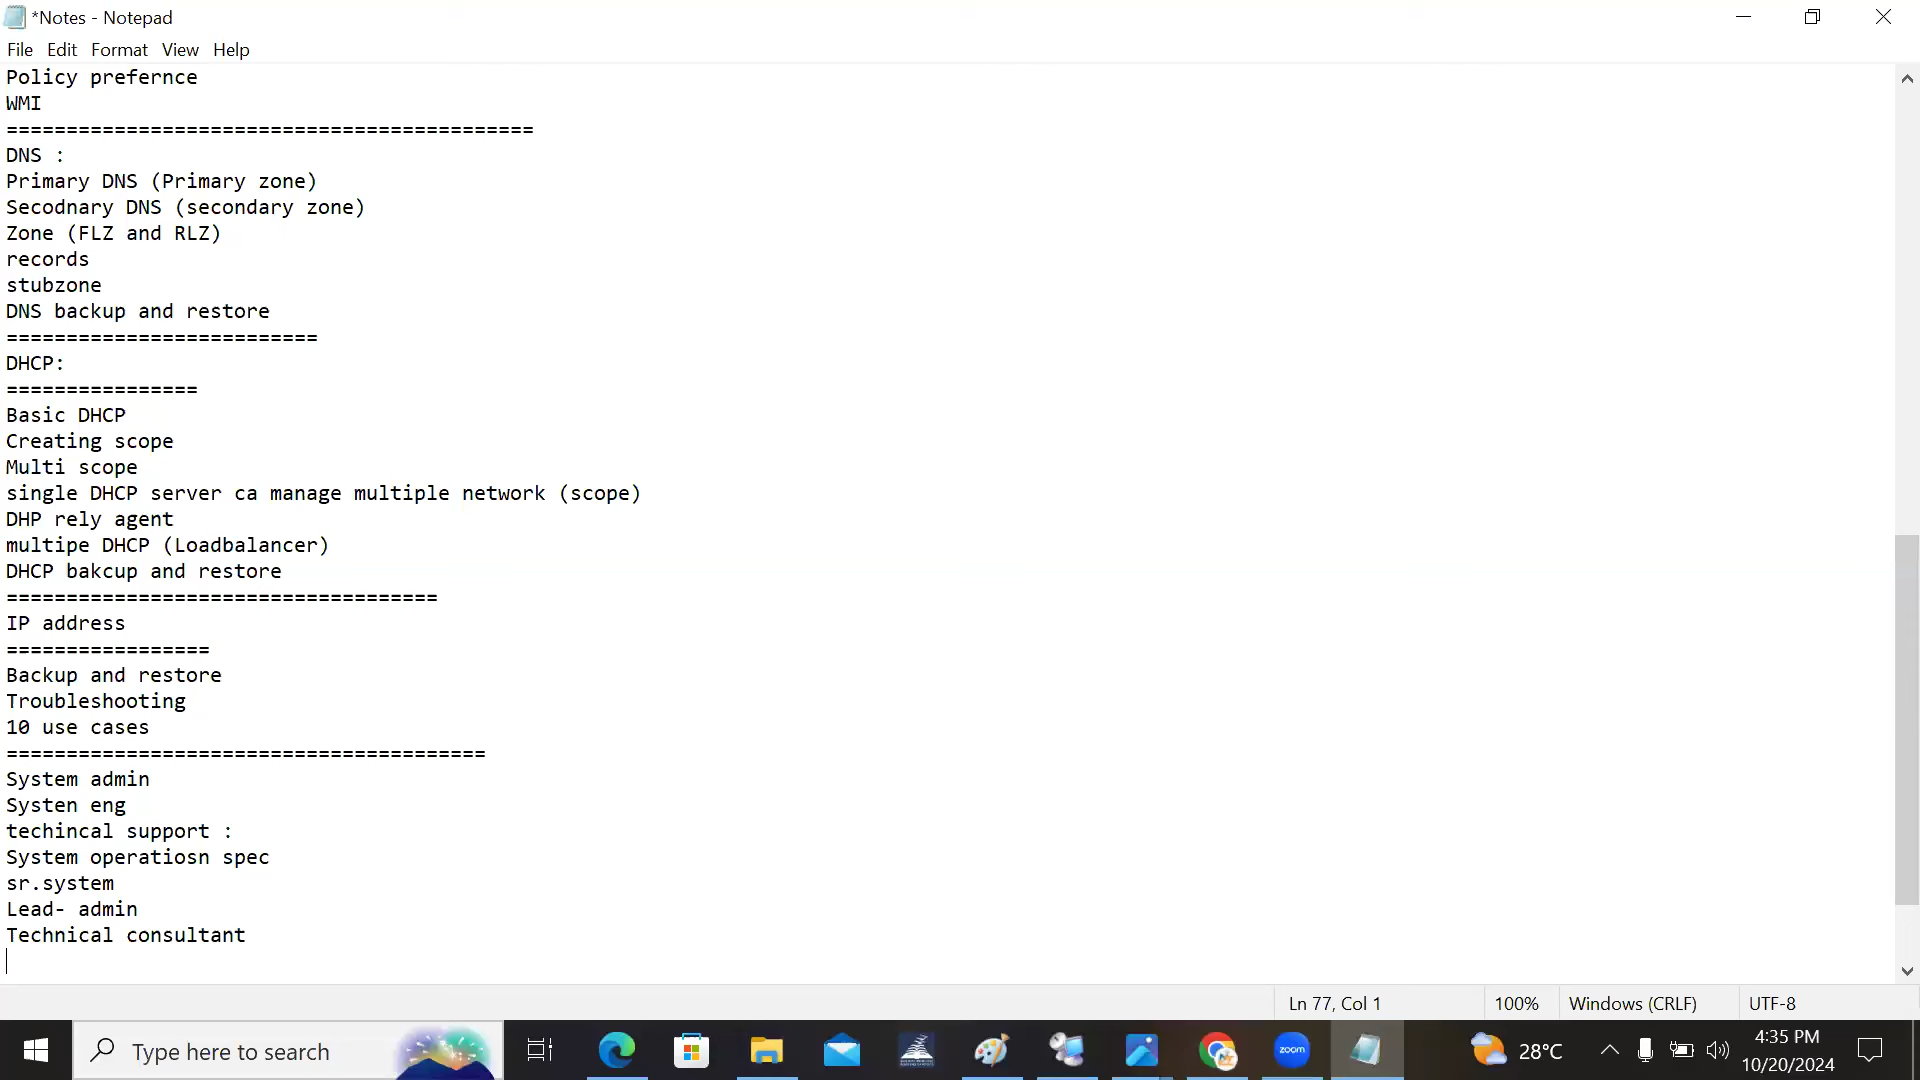 *Notes - Notepad
File Edit Format View Help
Policy prefernce
WMI
============================================
DNS :
Primary DNS (Primary zone)
Secodnary DNS (secondary zone)
Zone (FLZ and RLZ)
records
stubzone
DNS backup and restore
==========================
DHCP:
================
Basic DHCP
Creating scope
Multi scope
single DHCP server ca manage multiple network (scope)
DHP rely agent
multipe DHCP (Loadbalancer)
DHCP bakcup and restore
====================================
IP address
=================
Backup and restore
Troubleshooting
10 use cases
========================================
System admin
Systen eng
techincal support :
System operatiosn spec
sr.system
Lead- admin
Technical consultant
Ln 77, Col 1 100% Windows (CRLF) UTF-8
Type here to search
zoom
28°C
4:35 PM
10/20/2024